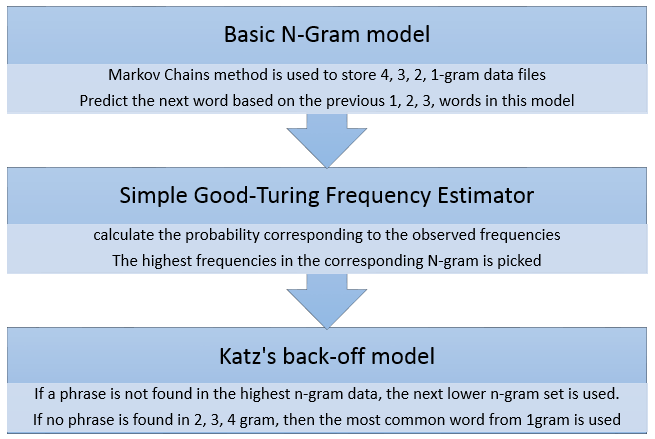 Basic N-Gram model
Markov Chains method is used to store 4, 3, 2, 1-gram data files
Predict the next word based on the previous 1, 2, 3, words in this model
Simple Good-Turing Frequency Estimator
calculate the probability corresponding to the observed frequencies
The highest frequencies in the corresponding N-gram is picked
Katz's back-off model
If a phrase is not found in the highest n-gram data, the next lower n-gram set is used.
If no phrase is found in 2, 3, 4 gram, then the most common word from 1gram is used